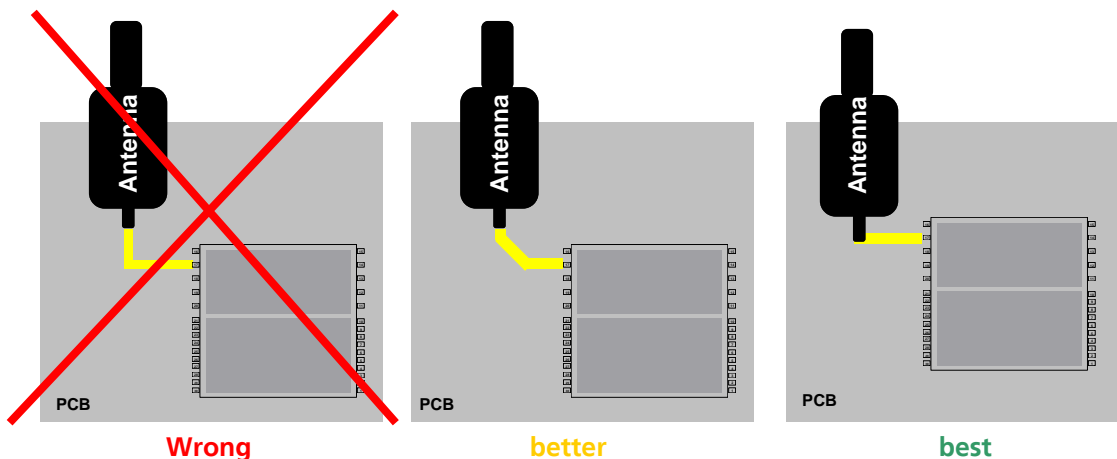 Antenna
Antenna
Antenna
PCB
PCB
PCB
Wrong
better
best